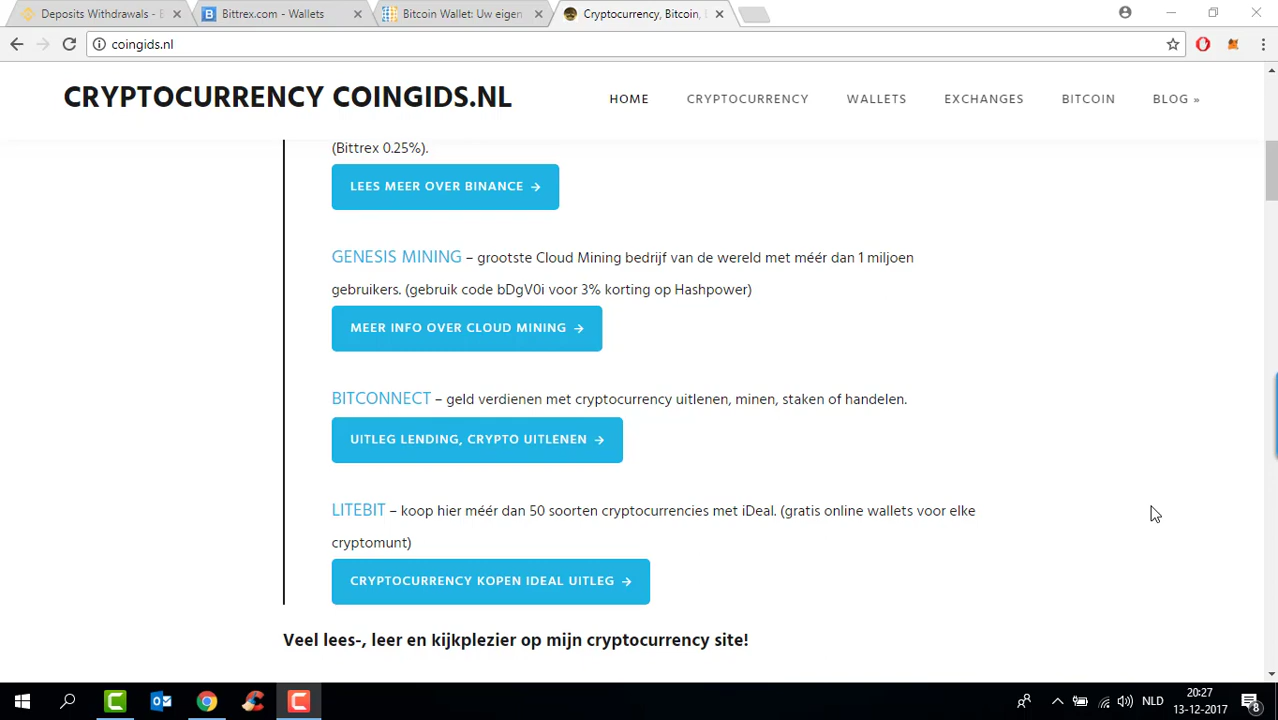 Deposits Withdrawals - B
Bittrex.com - Wallets
Bitcoin Wallet: Uw eigen
Cryptocurrency, Bitcoin,
coingids.nl
CRYPTOCURRENCY COINGIDS.NL
HOME
CRYPTOCURRENCY
WALLETS
EXCHANGES
BITCOIN
BLOG »
(Bittrex 0.25%).
LEES MEER OVER BINANCE →
GENESIS MINING – grootste Cloud Mining bedrijf van de wereld met méér dan 1 miljoen
gebruikers. (gebruik code bDgV0i voor 3% korting op Hashpower)
MEER INFO OVER CLOUD MINING →
BITCONNECT – geld verdienen met cryptocurrency uitlenen, minen, staken of handelen.
UITLEG LENDING, CRYPTO UITLENEN →
LITEBIT – koop hier méér dan 50 soorten cryptocurrencies met iDeal. (gratis online wallets voor elke
cryptomunt)
CRYPTOCURRENCY KOPEN IDEAL UITLEG →
Veel lees-, leer en kijkplezier op mijn cryptocurrency site!
NLD
20:27
13-12-2017
8